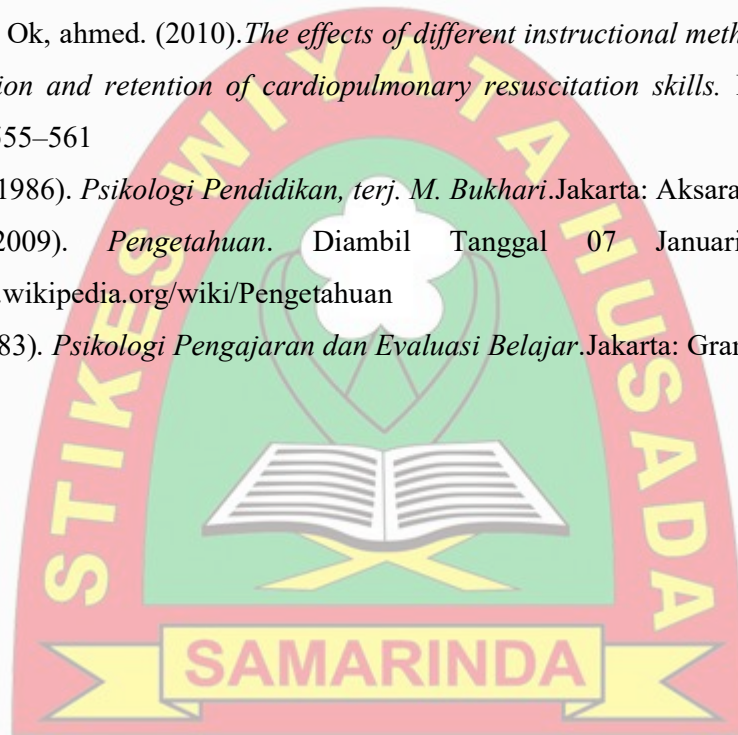 Ok, ahmed. (2010).The effects of different instructional meth
ion and retention of cardiopulmonary resuscitation skills.
555–561
1986). Psikologi Pendidikan, terj. M. Bukhari.Jakarta: Aksara
2009). Pengetahuan. Diambil Tanggal 07 Januari
.wikipedia.org/wiki/Pengetahuan
83). Psikologi Pengajaran dan Evaluasi Belajar.Jakarta: Gran
STIKES WIYATA HUSADA
SAMARINDA